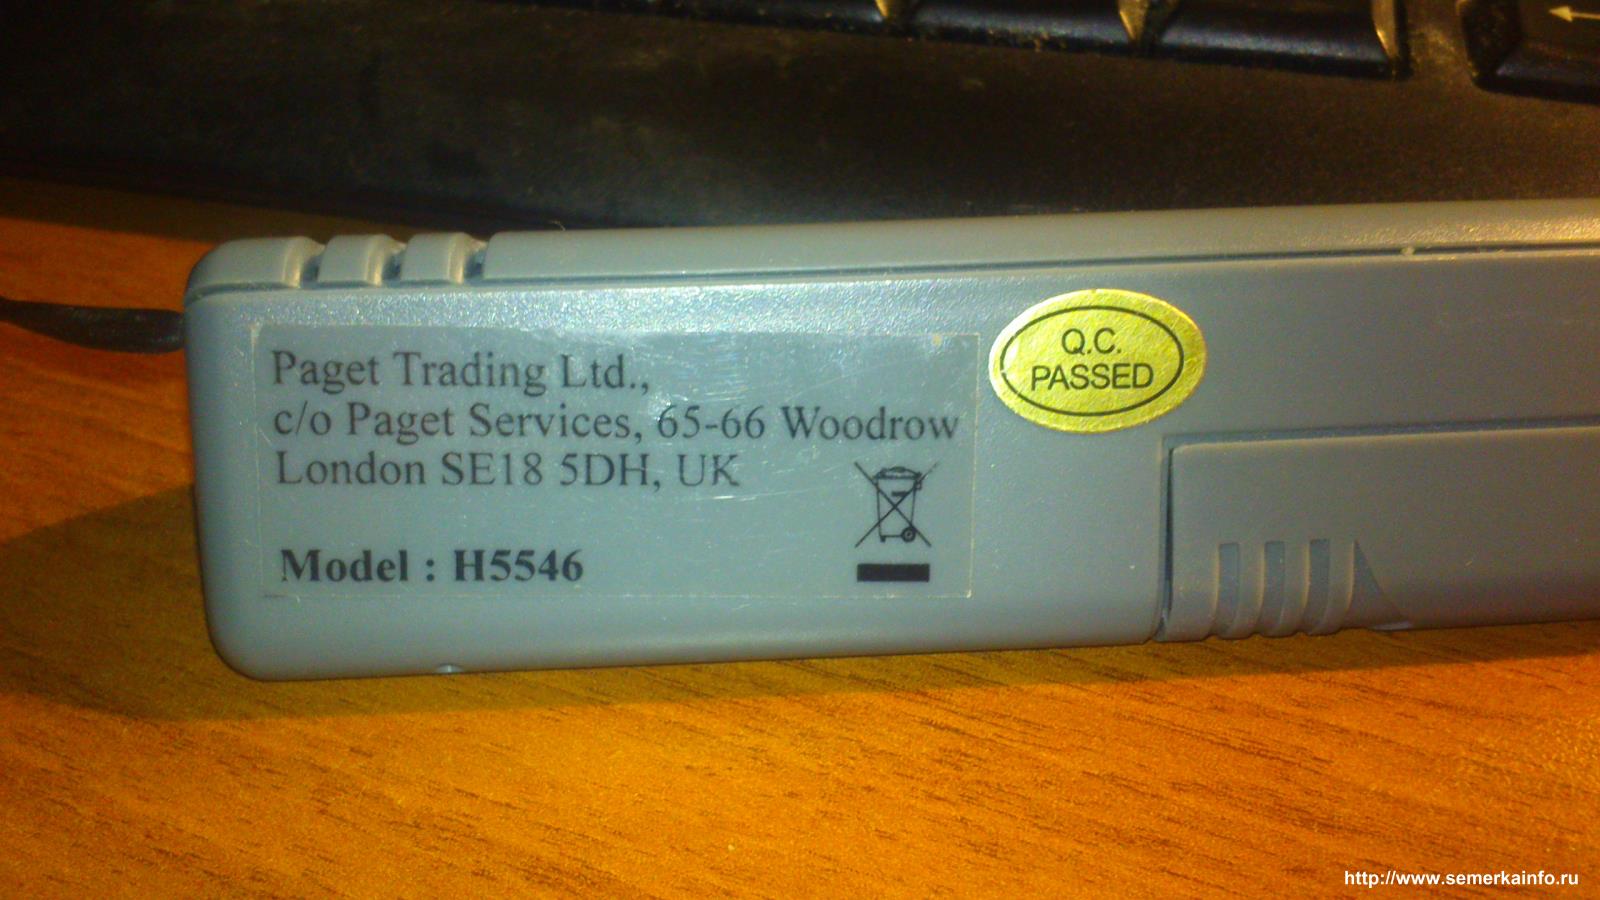 Paget Trading Ltd.,
c/o Paget Services, 65-66 Woodrow
London SE18 5DH, UK
Model : H5546
Q.C.
PASSED
http://www.semerkainfo.ru